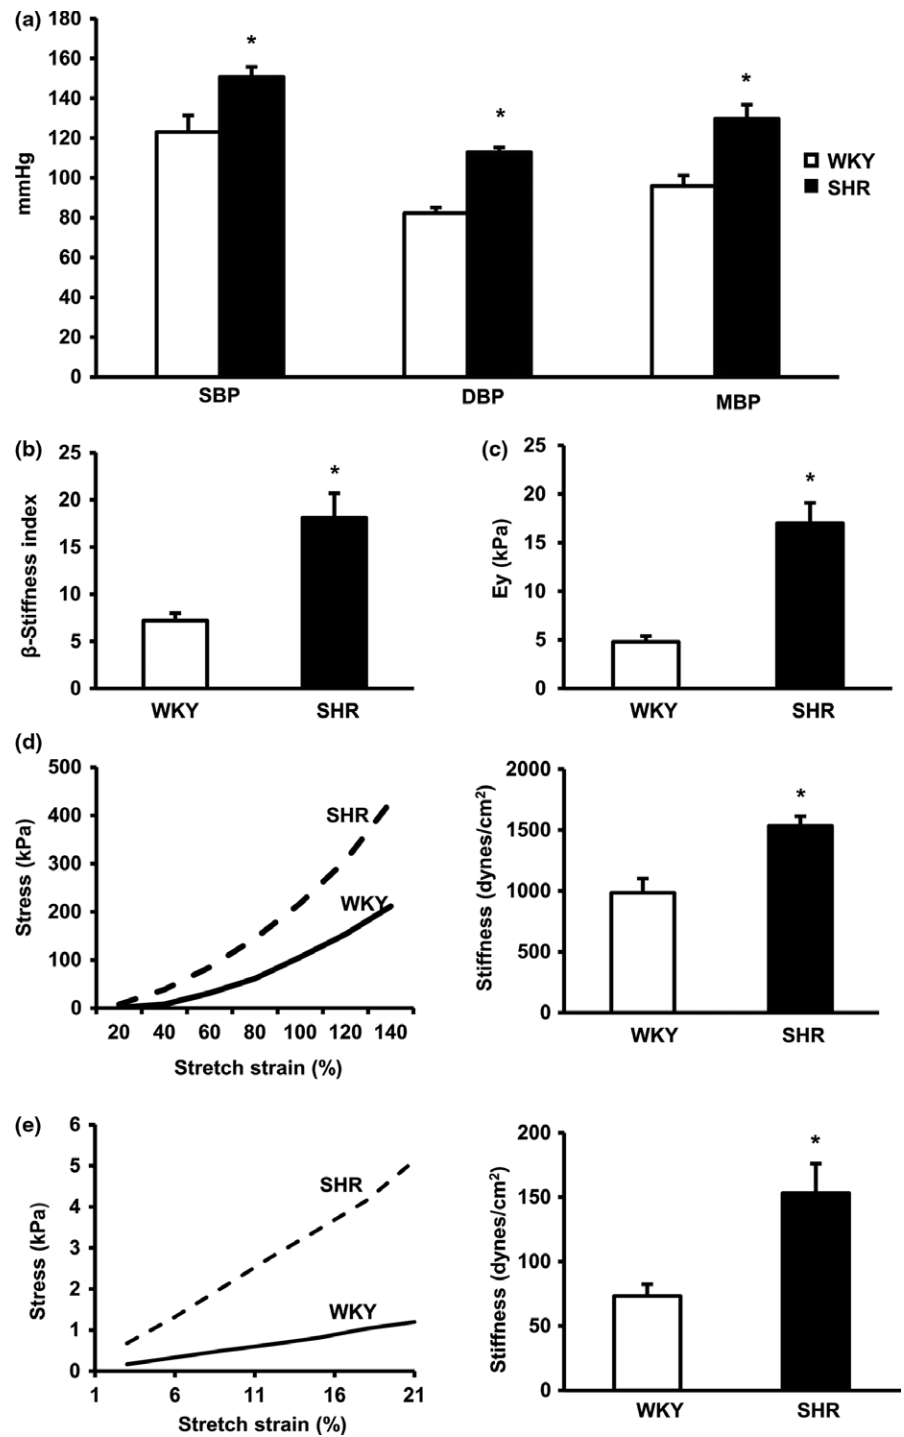 (a)
180
160
140
120
100
80
60
40
20
0
mmHg
*
*
*
WKY
SHR
SBP DBP MBP
(b)
25
20
15
10
5
0
β-Stiffness index
*
WKY SHR
(c)
25
20
15
10
5
0
Ey (kPa)
*
WKY SHR
(d)
500
400
300
200
100
0
Stress (kPa)
SHR
WKY
20 40 60 80 100 120 140
Stretch strain (%)
2000
1500
1000
500
0
Stiffness (dynes/cm²)
*
WKY SHR
(e)
6
5
4
3
2
1
0
Stress (kPa)
SHR
WKY
1 6 11 16 21
Stretch strain (%)
200
150
100
50
0
Stiffness (dynes/cm²)
*
WKY SHR